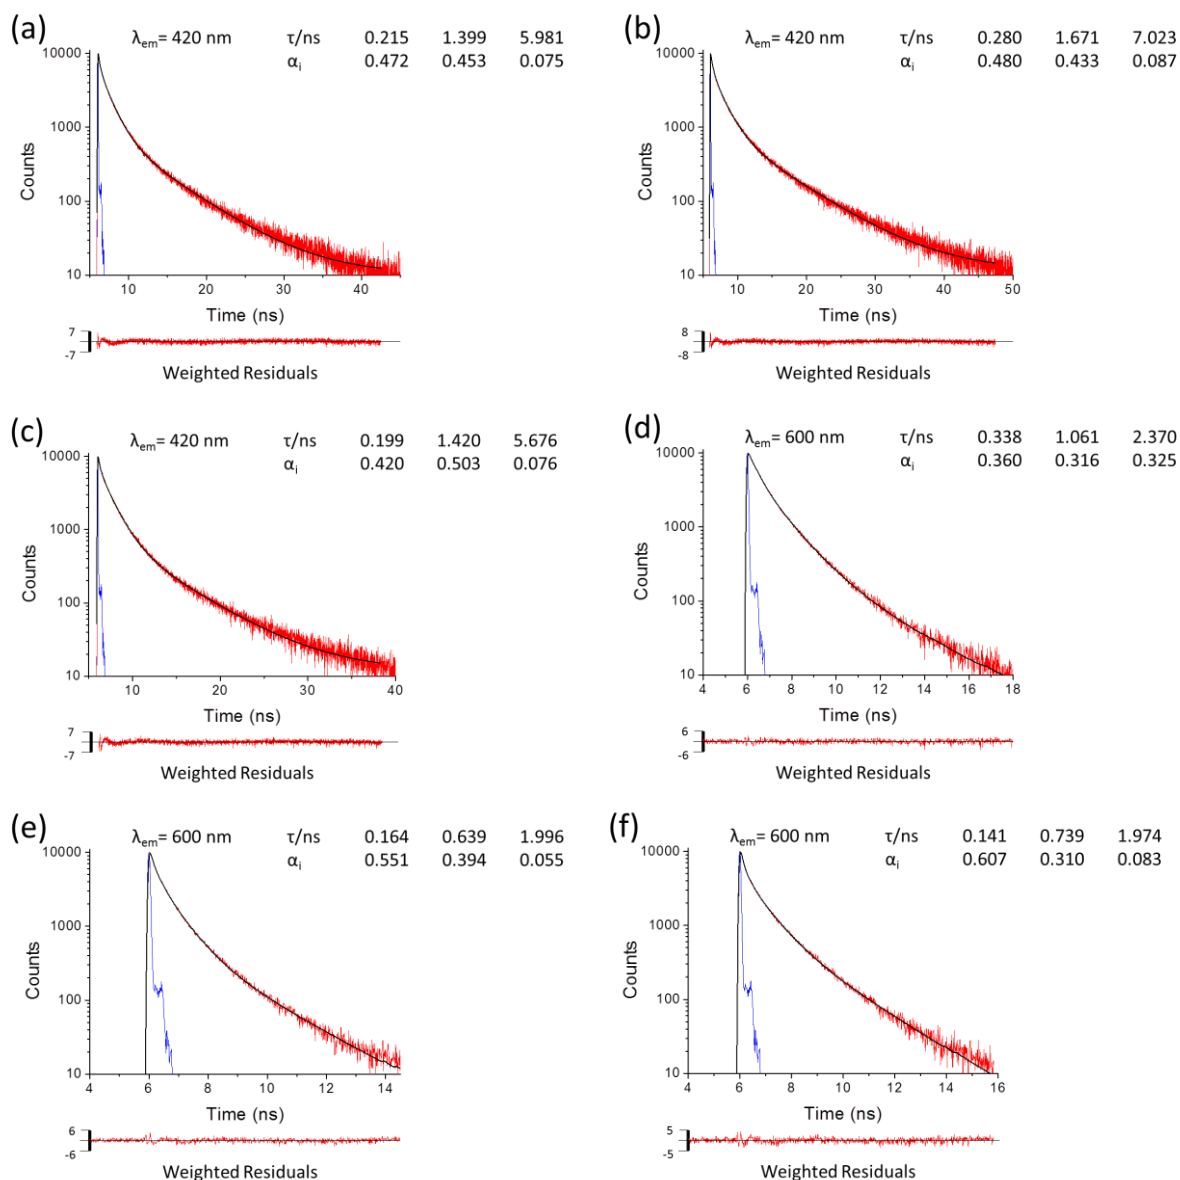 (a)
λem= 420 nm τ/ns 0.215 1.399 5.981
αi 0.472 0.453 0.075
10000
1000
100
10
Counts
10 20 30 40
Time (ns)
7
-7
Weighted Residuals
(b)
λem= 420 nm τ/ns 0.280 1.671 7.023
αi 0.480 0.433 0.087
10000
1000
100
10
Counts
10 20 30 40 50
Time (ns)
8
-8
Weighted Residuals
(c)
λem= 420 nm τ/ns 0.199 1.420 5.676
αi 0.420 0.503 0.076
10000
1000
100
10
Counts
10 20 30 40
Time (ns)
7
-7
Weighted Residuals
(d)
λem= 600 nm τ/ns 0.338 1.061 2.370
αi 0.360 0.316 0.325
10000
1000
100
10
Counts
4 6 8 10 12 14 16 18
Time (ns)
6
-6
Weighted Residuals
(e)
λem= 600 nm τ/ns 0.164 0.639 1.996
αi 0.551 0.394 0.055
10000
1000
100
10
Counts
4 6 8 10 12 14
Time (ns)
6
-6
Weighted Residuals
(f)
λem= 600 nm τ/ns 0.141 0.739 1.974
αi 0.607 0.310 0.083
10000
1000
100
10
Counts
4 6 8 10 12 14 16
Time (ns)
5
-5
Weighted Residuals